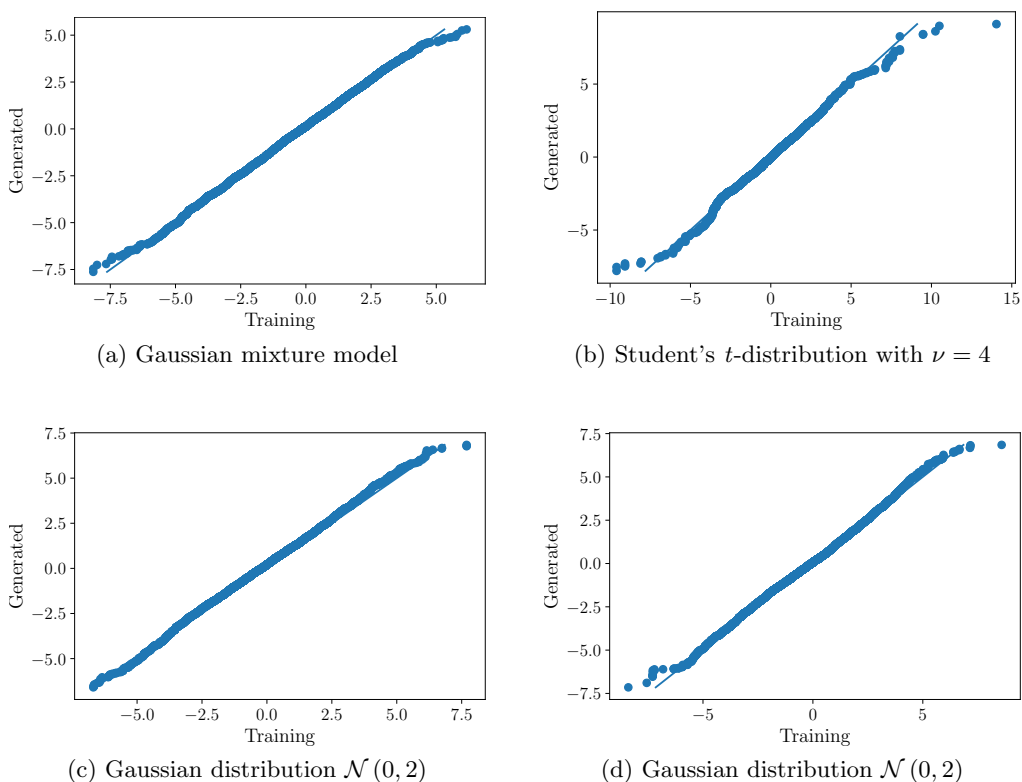 5.0
2.5
0.0
−2.5
−5.0
−7.5
Generated
−7.5 −5.0 −2.5 0.0 2.5 5.0
Training
(a) Gaussian mixture model
5
0
−5
Generated
−10 −5 0 5 10 15
Training
(b) Student's t-distribution with ν = 4
7.5
5.0
2.5
0.0
−2.5
−5.0
Generated
−5.0 −2.5 0.0 2.5 5.0 7.5
Training
(c) Gaussian distribution 𝒩(0, 2)
7.5
5.0
2.5
0.0
−2.5
−5.0
−7.5
Generated
−5 0 5
Training
(d) Gaussian distribution 𝒩(0, 2)